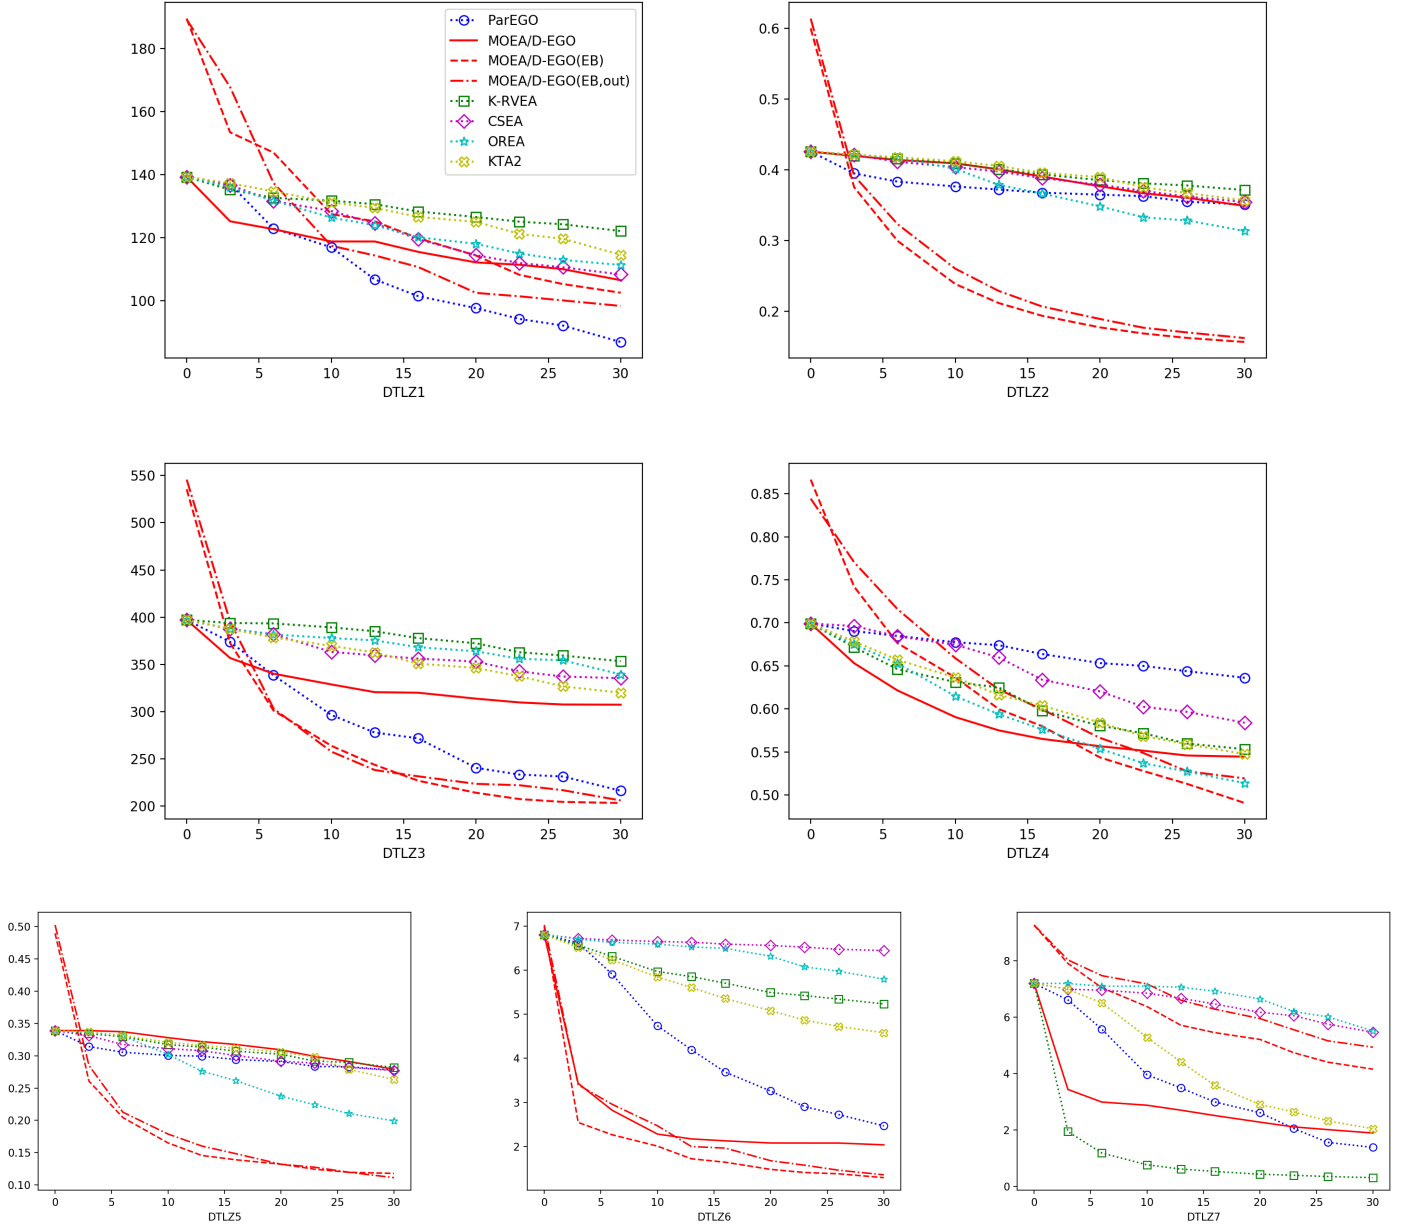 180
160
140
120
100
0 5 10 15 20 25 30
DTLZ1
ParEGO
MOEA/D-EGO
MOEA/D-EGO(EB)
MOEA/D-EGO(EB,out)
K-RVEA
CSEA
OREA
KTA2
0.6
0.5
0.4
0.3
0.2
0 5 10 15 20 25 30
DTLZ2
550
500
450
400
350
300
250
200
0 5 10 15 20 25 30
DTLZ3
0.85
0.80
0.75
0.70
0.65
0.60
0.55
0.50
0 5 10 15 20 25 30
DTLZ4
0.50
0.45
0.40
0.35
0.30
0.25
0.20
0.15
0.10
0 5 10 15 20 25 30
DTLZ5
7
6
5
4
3
2
0 5 10 15 20 25 30
DTLZ6
8
6
4
2
0
0 5 10 15 20 25 30
DTLZ7